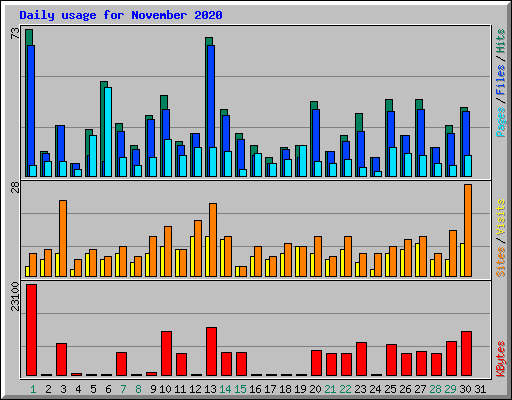 Daily usage for November 2020
73
Pages / Files / Hits
28
Sites / Visits
23100
KBytes
1 2 3 4 5 6 7 8 9 10 11 12 13 14 15 16 17 18 19 20 21 22 23 24 25 26 27 28 29 30 31